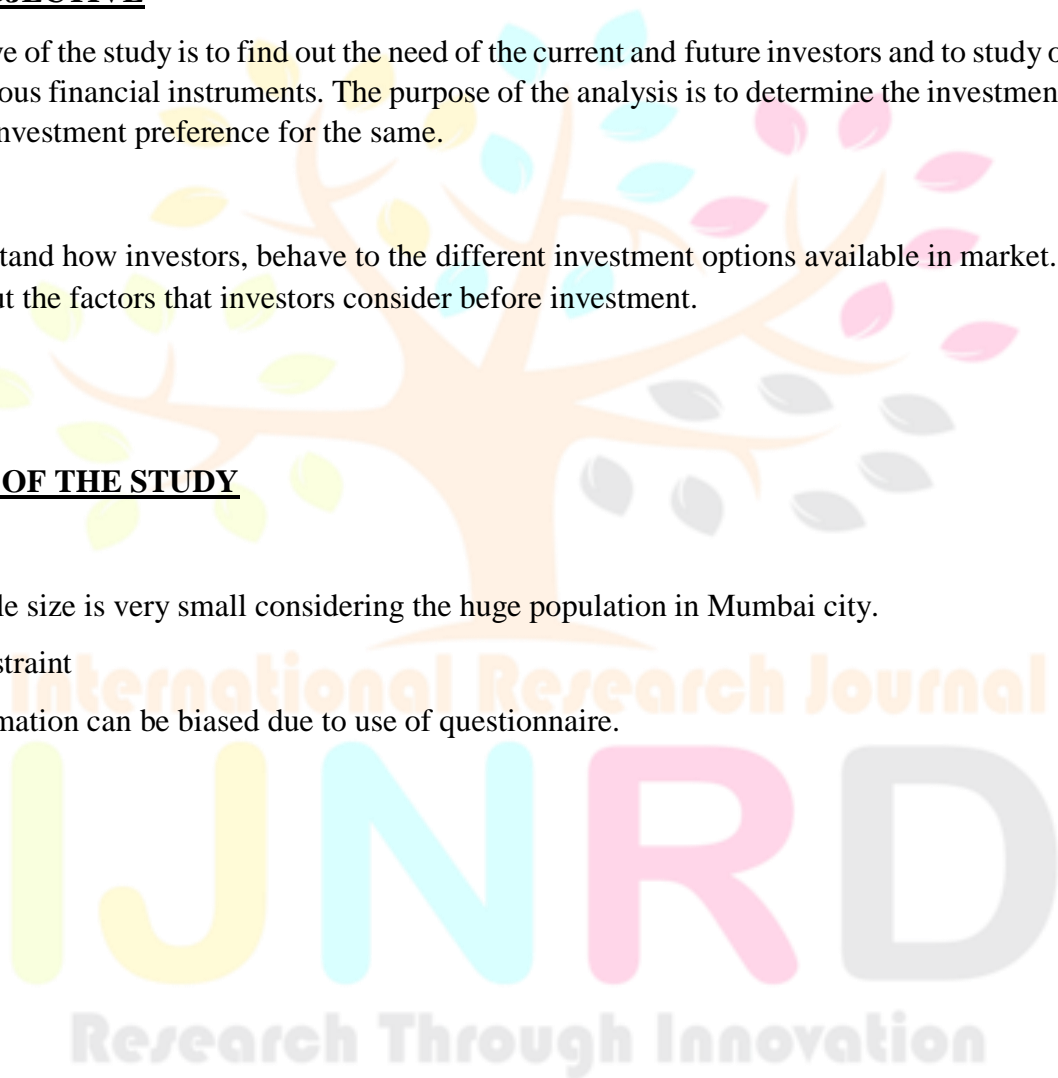 JECTIVE
ve of the study is to find out the need of the current and future investors and to study o
ous financial instruments. The purpose of the analysis is to determine the investmen
nvestment preference for the same.
tand how investors, behave to the different investment options available in market.
ut the factors that investors consider before investment.
OF THE STUDY
le size is very small considering the huge population in Mumbai city.
straint
mation can be biased due to use of questionnaire.
International Research Journal
IJNRD
Research Through Innovation